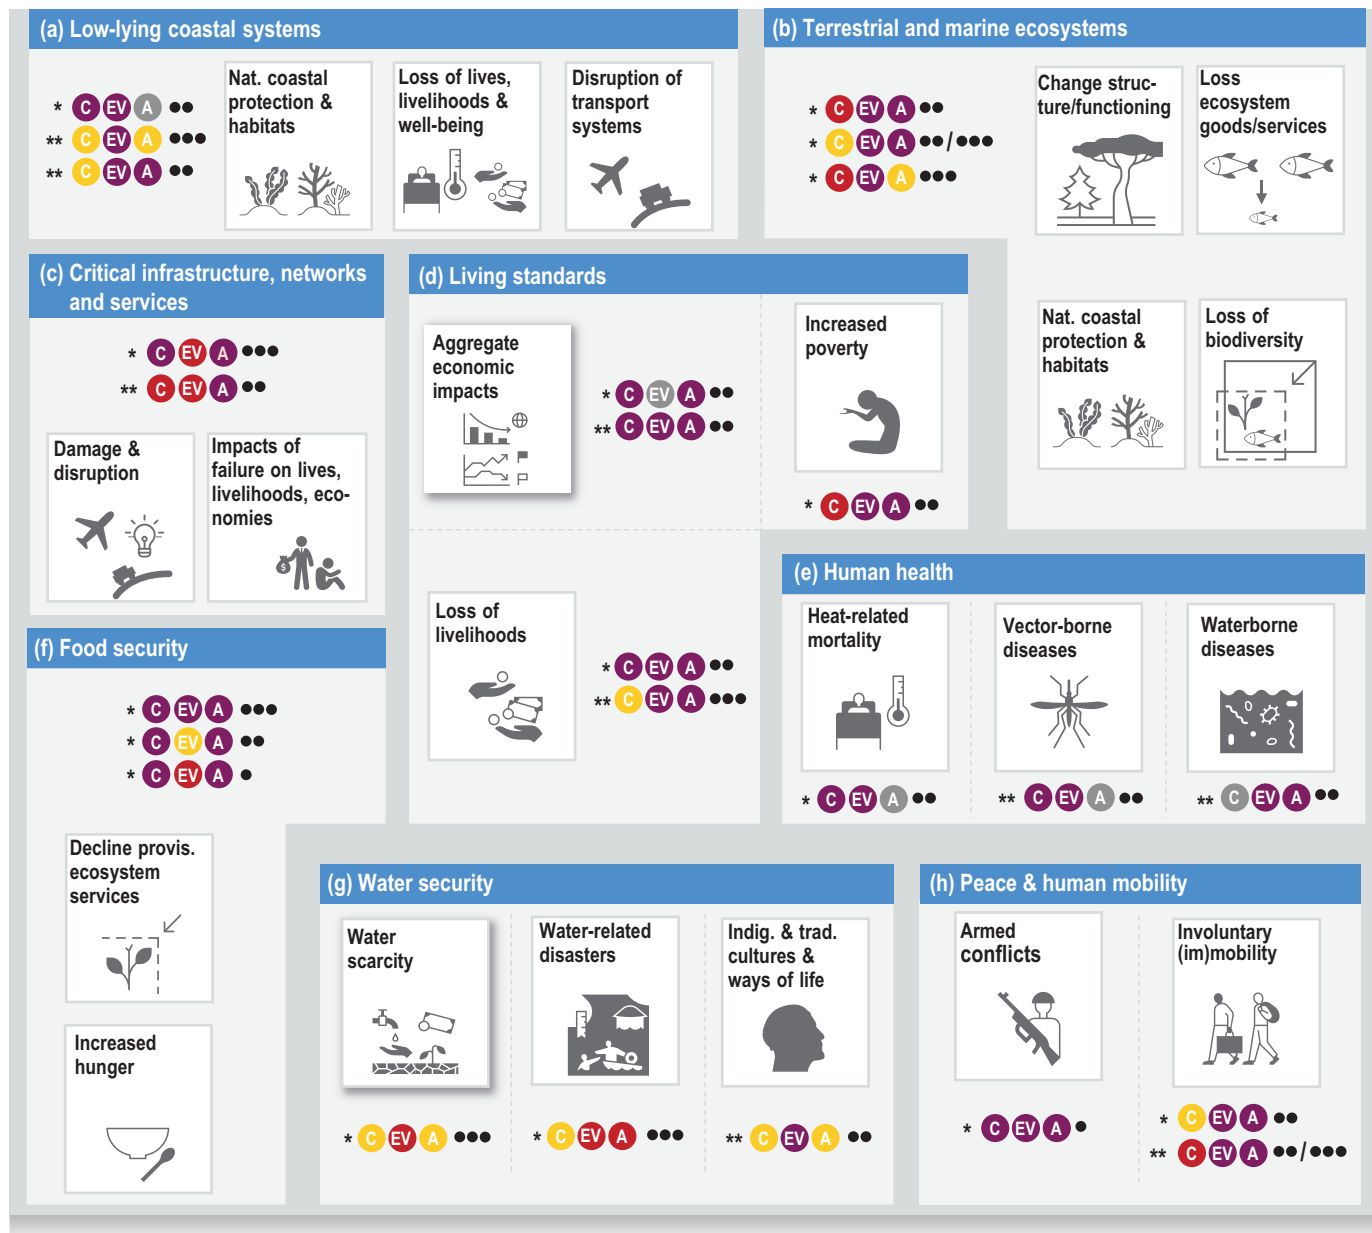 (a) Low-lying coastal systems
* C EV A ●●
** C EV A ●●●
** C EV A ●●
Nat. coastal
protection &
habitats
Loss of lives,
livelihoods &
well-being
Disruption of
transport
systems
(b) Terrestrial and marine ecosystems
* C EV A ●●
* C EV A ●●/●●●
* C EV A ●●●
Change struc-
ture/functioning
Loss
ecosystem
goods/services
Nat. coastal
protection &
habitats
Loss of
biodiversity
(c) Critical infrastructure, networks
and services
* C EV A ●●●
** C EV A ●●
Damage &
disruption
Impacts of
failure on lives,
livelihoods, eco-
nomies
$
(d) Living standards
Aggregate
economic
impacts
* C EV A ●●
** C EV A ●●
Increased
poverty
* C EV A ●●
Loss of
livelihoods
* C EV A ●●
** C EV A ●●●
(e) Human health
Heat-related
mortality
* C EV A ●●
Vector-borne
diseases
** C EV A ●●
Waterborne
diseases
** C EV A ●●
(f) Food security
* C EV A ●●●
* C EV A ●●
* C EV A ●
Decline provis.
ecosystem
services
Increased
hunger
(g) Water security
Water
scarcity
* C EV A ●●●
Water-related
disasters
* C EV A ●●●
Indig. & trad.
cultures &
ways of life
** C EV A ●●
(h) Peace & human mobility
Armed
conflicts
* C EV A ●
Involuntary
(im)mobility
* C EV A ●●
** C EV A ●●/●●●